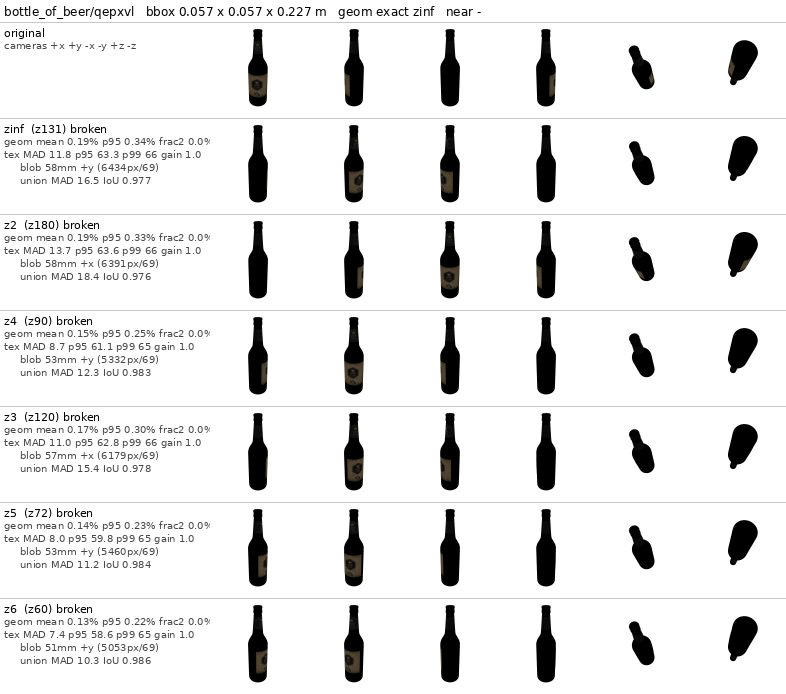 bottle_of_beer/qepxvl   bbox 0.057 x 0.057 x 0.227 m   geom exact zinf   near -
original
cameras +x +y -x -y +z -z
zinf  (z131) broken
geom mean 0.19% p95 0.34% frac2 0.0%
tex MAD 11.8 p95 63.3 p99 66 gain 1.0
blob 58mm +y (6434px/69)
union MAD 16.5 IoU 0.977
z2  (z180) broken
geom mean 0.19% p95 0.33% frac2 0.0%
tex MAD 13.7 p95 63.6 p99 66 gain 1.0
blob 58mm +x (6391px/69)
union MAD 18.4 IoU 0.976
z4  (z90) broken
geom mean 0.15% p95 0.25% frac2 0.0%
tex MAD 8.7 p95 61.1 p99 65 gain 1.0
blob 53mm +y (5332px/69)
union MAD 12.3 IoU 0.983
z3  (z120) broken
geom mean 0.17% p95 0.30% frac2 0.0%
tex MAD 11.0 p95 62.8 p99 66 gain 1.0
blob 57mm +x (6179px/69)
union MAD 15.4 IoU 0.978
z5  (z72) broken
geom mean 0.14% p95 0.23% frac2 0.0%
tex MAD 8.0 p95 59.8 p99 65 gain 1.0
blob 53mm +y (5460px/69)
union MAD 11.2 IoU 0.984
z6  (z60) broken
geom mean 0.13% p95 0.22% frac2 0.0%
tex MAD 7.4 p95 58.6 p99 65 gain 1.0
blob 51mm +y (5053px/69)
union MAD 10.3 IoU 0.986